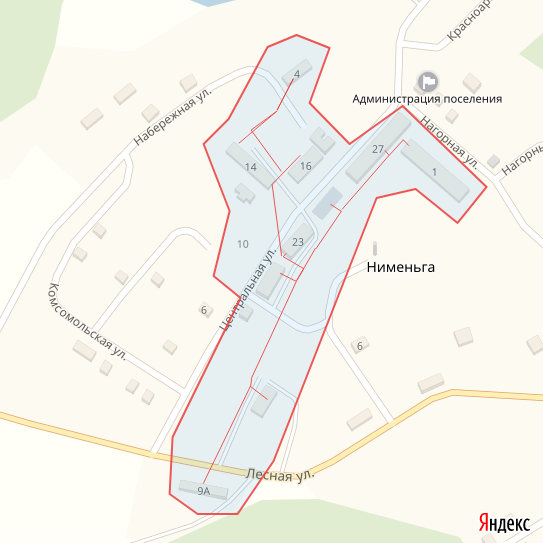 Красноар
4
Администрация поселения
Набережная ул.
Нагорная ул.
27
Нагорны
14
16
1
10
23
Нименьга
Центральная ул.
Комсомольская ул.
6
6
Лесная ул.
9А
Яндекс